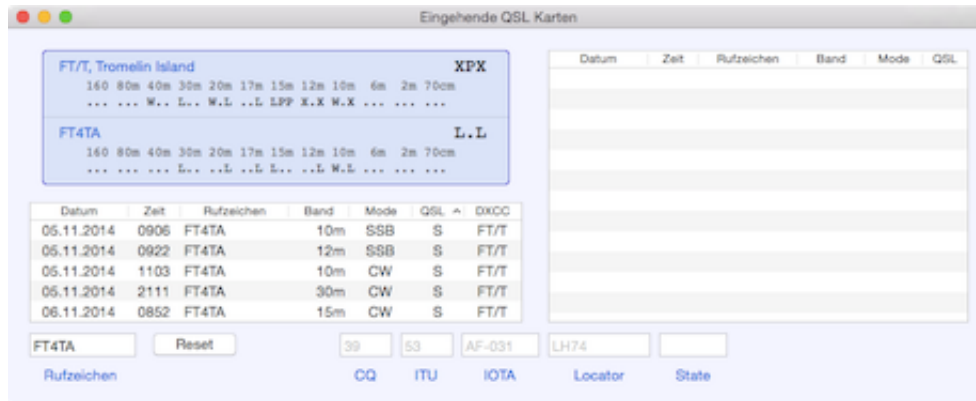 Eingehende QSL Karten
FT/T, Tromelin Island XPX
160 80m 40m 30m 20m 17m 15m 12m 10m 6m 2m 70cm
... ... W.. L.. W.L ..L LPP X.X W.X ... ... ...
FT4TA L.L
160 80m 40m 30m 20m 17m 15m 12m 10m 6m 2m 70cm
... ... ... L.. ..L ..L L.. ..L W.L ... ... ...
Datum Zeit Rufzeichen Band Mode QSL DXCC
05.11.2014 0906 FT4TA 10m SSB S FT/T
05.11.2014 0922 FT4TA 12m SSB S FT/T
05.11.2014 1103 FT4TA 10m CW S FT/T
05.11.2014 2111 FT4TA 30m CW S FT/T
06.11.2014 0852 FT4TA 15m CW S FT/T
Datum Zeit Rufzeichen Band Mode QSL
FT4TA Reset 39 53 AF-031 LH74
Rufzeichen CQ ITU IOTA Locator State